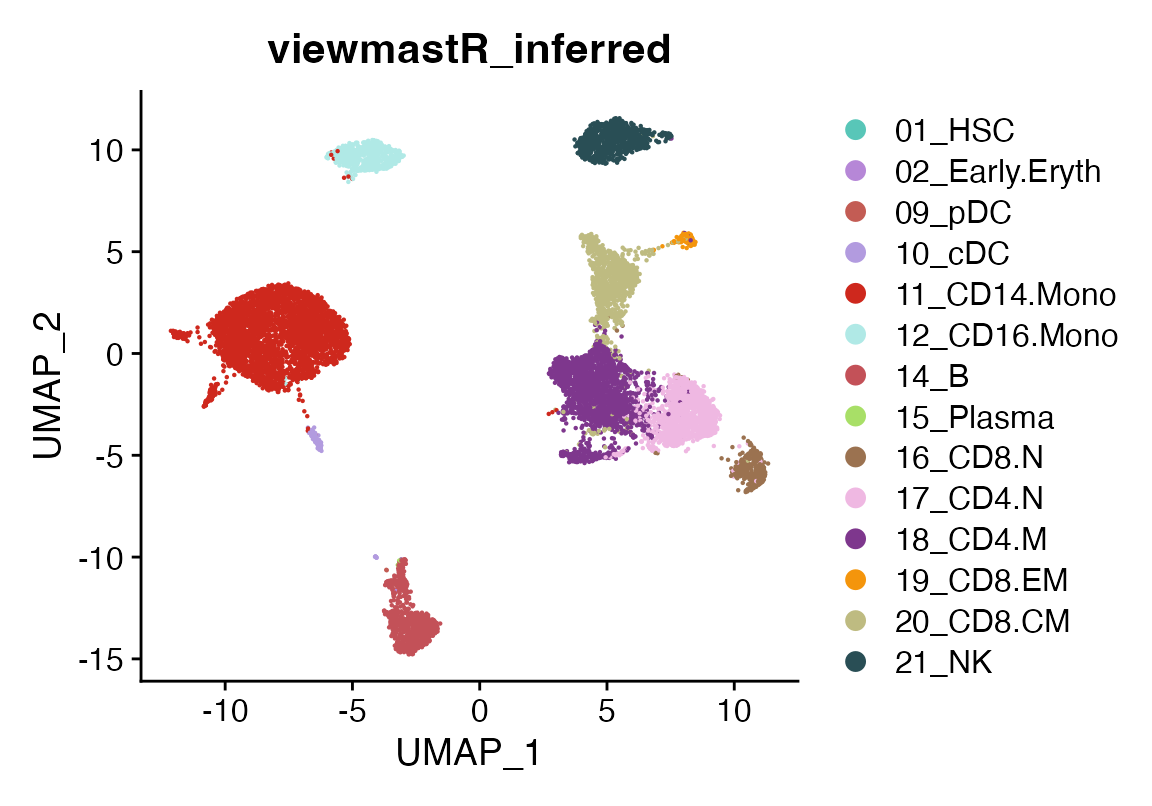 viewmastR_inferred
UMAP_2
10
5
0
-5
-10
-15
-10
-5
0
5
10
UMAP_1
01_HSC
02_Early.Eryth
09_pDC
10_cDC
11_CD14.Mono
12_CD16.Mono
14_B
15_Plasma
16_CD8.N
17_CD4.N
18_CD4.M
19_CD8.EM
20_CD8.CM
21_NK